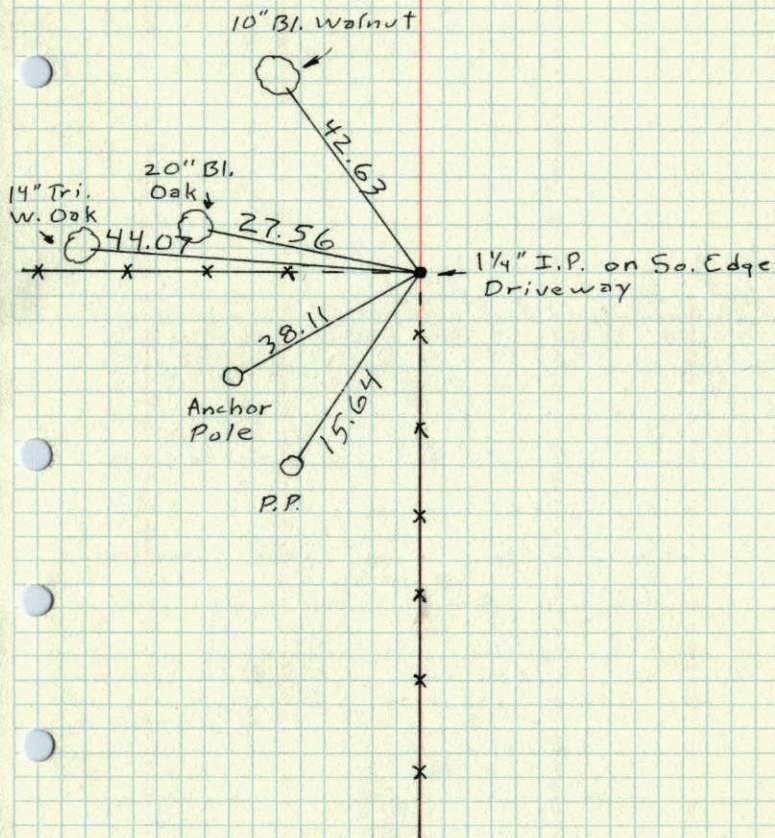 10" Bl. Walnut
42.63
20" Bl.
Oak
14" Tri.
W. Oak
27.56
44.07
1¼" I.P. on So. Edge
Driveway
38.11
Anchor
Pole
15.64
P.P.